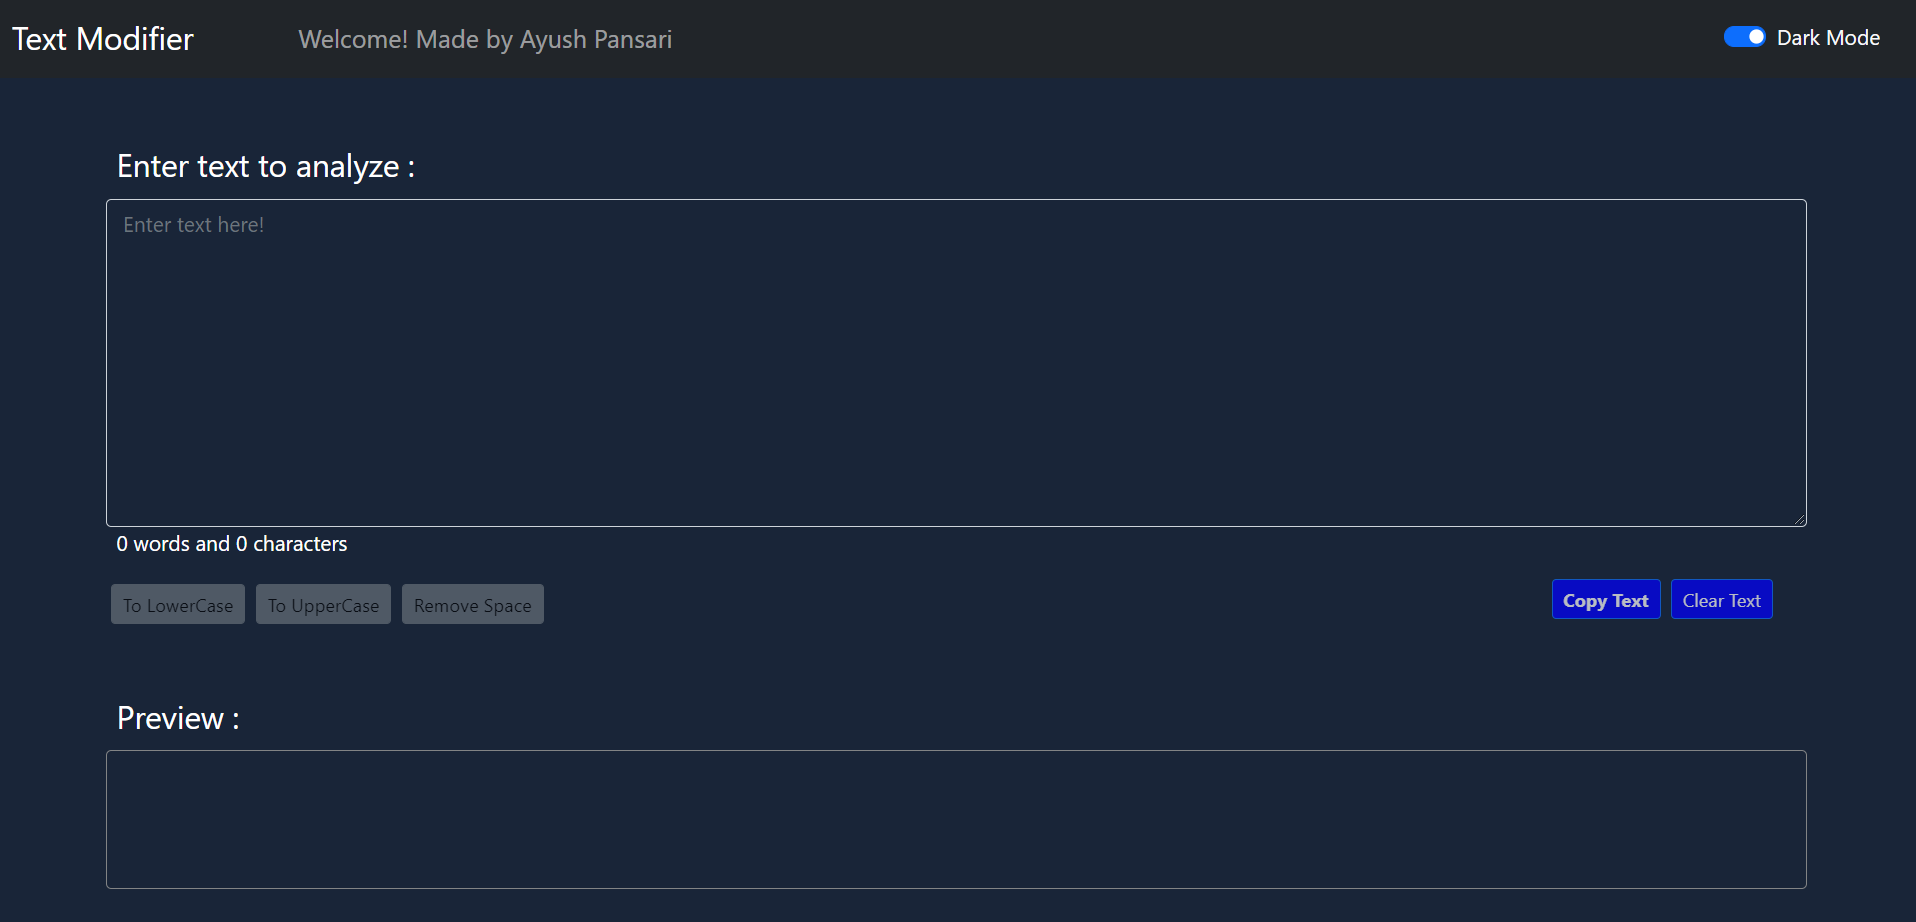 Text Modifier Welcome! Made by Ayush Pansari Dark Mode
Enter text to analyze :
Enter text here!
0 words and 0 characters
To LowerCase To UpperCase Remove Space Copy Text Clear Text
Preview :